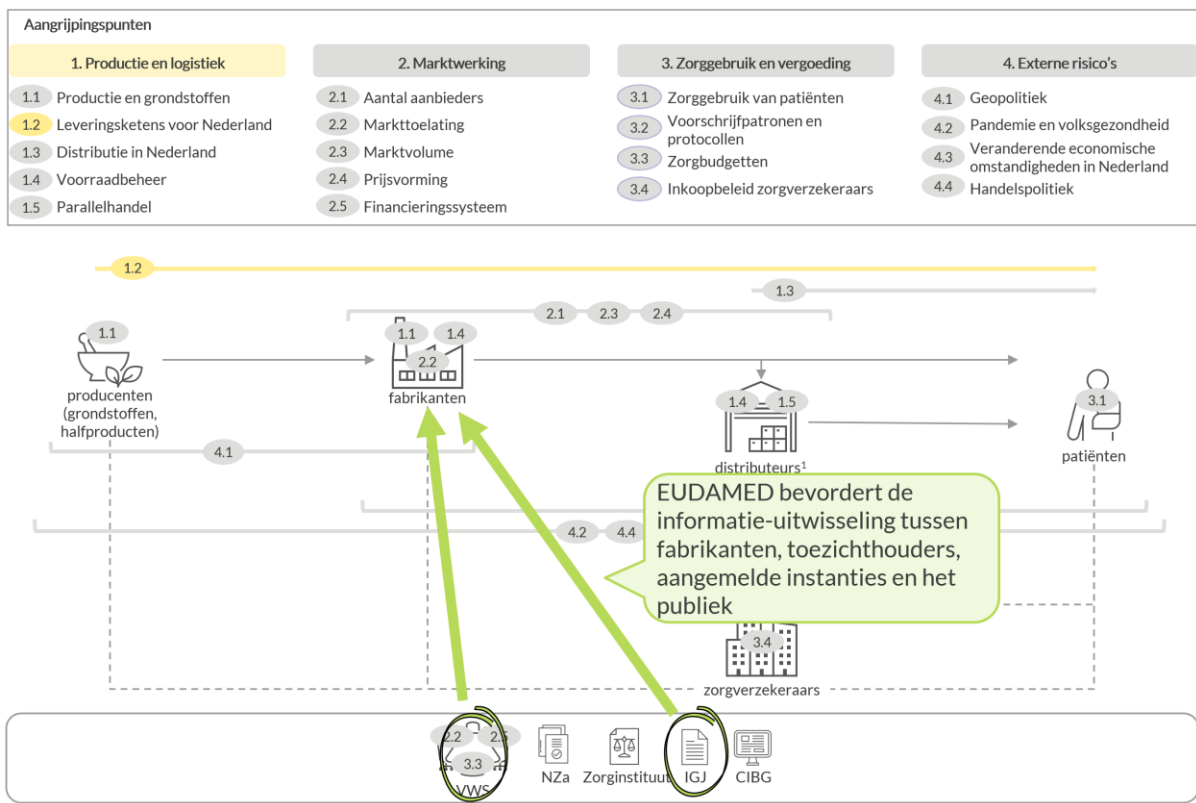 Aangrijpingspunten
1. Productie en logistiek
1.1 Productie en grondstoffen
1.2 Leveringsketens voor Nederland
1.3 Distributie in Nederland
1.4 Voorraadbeheer
1.5 Parallelhandel
2. Marktwerking
2.1 Aantal aanbieders
2.2 Markttoelating
2.3 Marktvolume
2.4 Prijsvorming
2.5 Financieringssysteem
3. Zorggebruik en vergoeding
3.1 Zorggebruik van patiënten
3.2 Voorschrijfpatronen en
protocollen
3.3 Zorgbudgetten
3.4 Inkoopbeleid zorgverzekeraars
4. Externe risico's
4.1 Geopolitiek
4.2 Pandemie en volksgezondheid
4.3 Veranderende economische
omstandigheden in Nederland
4.4 Handelspolitiek
1.2
1.3
2.1 2.3 2.4
1.1
producenten
(grondstoffen,
halfproducten)
1.1 1.4
2.2
fabrikanten
1.4 1.5
distributeurs¹
3.1
patiënten
4.1
4.2 4.4
EUDAMED bevordert de
informatie-uitwisseling tussen
fabrikanten, toezichthouders,
aangemelde instanties en het
publiek
3.4
zorgverzekeraars
2.2 2.5
3.3
VWS
NZa
Zorginstituut
IGJ
CIBG